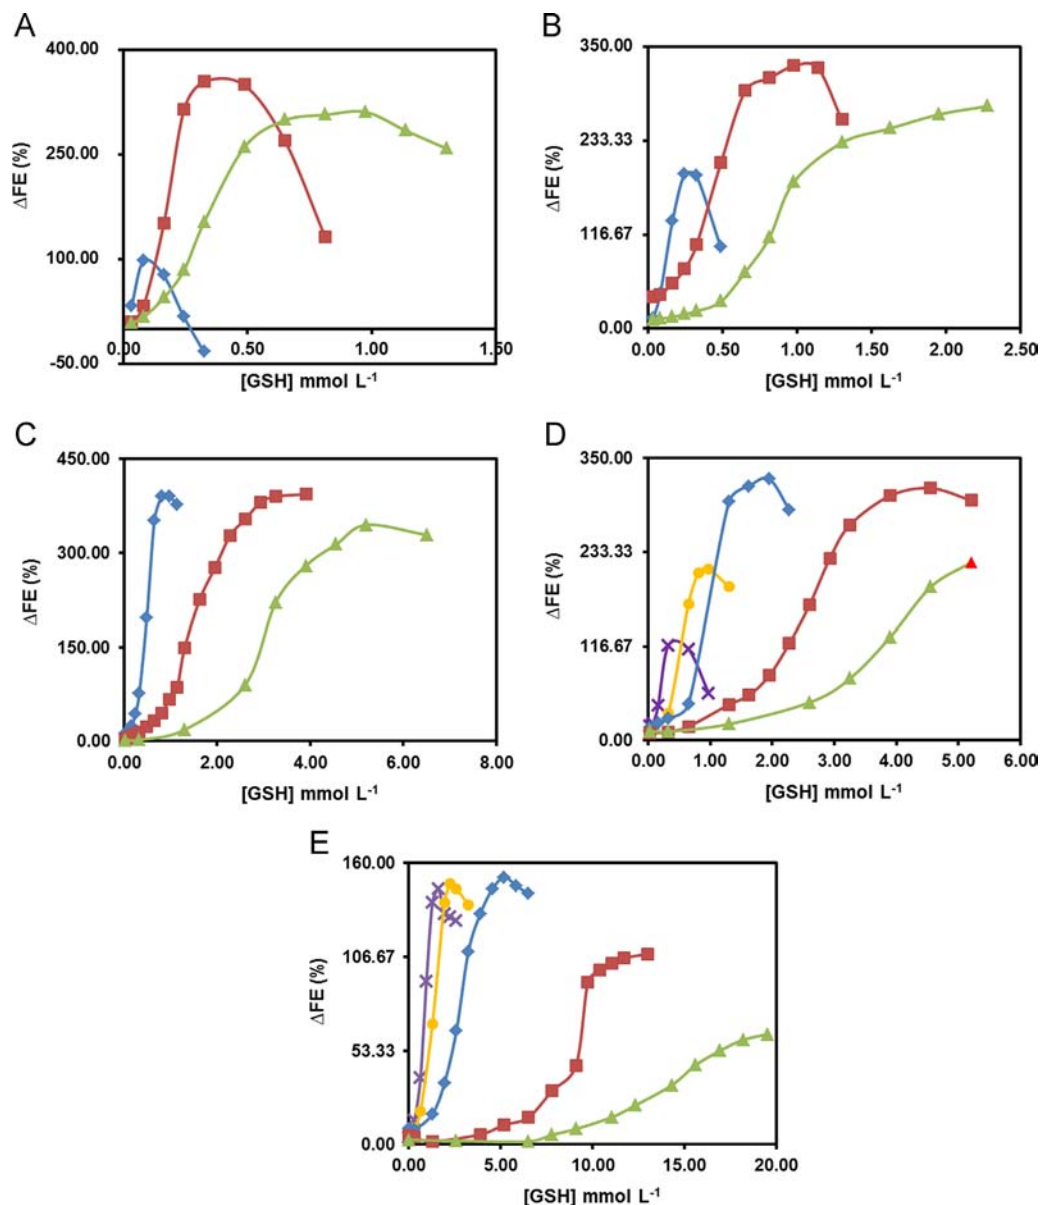 A
400.00
250.00
100.00
-50.00
ΔFE (%)
0.00 0.50 1.00 1.50
[GSH] mmol L⁻¹
B
350.00
233.33
116.67
0.00
ΔFE (%)
0.00 0.50 1.00 1.50 2.00 2.50
[GSH] mmol L⁻¹
C
450.00
300.00
150.00
0.00
ΔFE (%)
0.00 2.00 4.00 6.00 8.00
[GSH] mmol L⁻¹
D
350.00
233.33
116.67
0.00
ΔFE (%)
0.00 1.00 2.00 3.00 4.00 5.00 6.00
[GSH] mmol L⁻¹
E
160.00
106.67
53.33
0.00
ΔFE (%)
0.00 5.00 10.00 15.00 20.00
[GSH] mmol L⁻¹